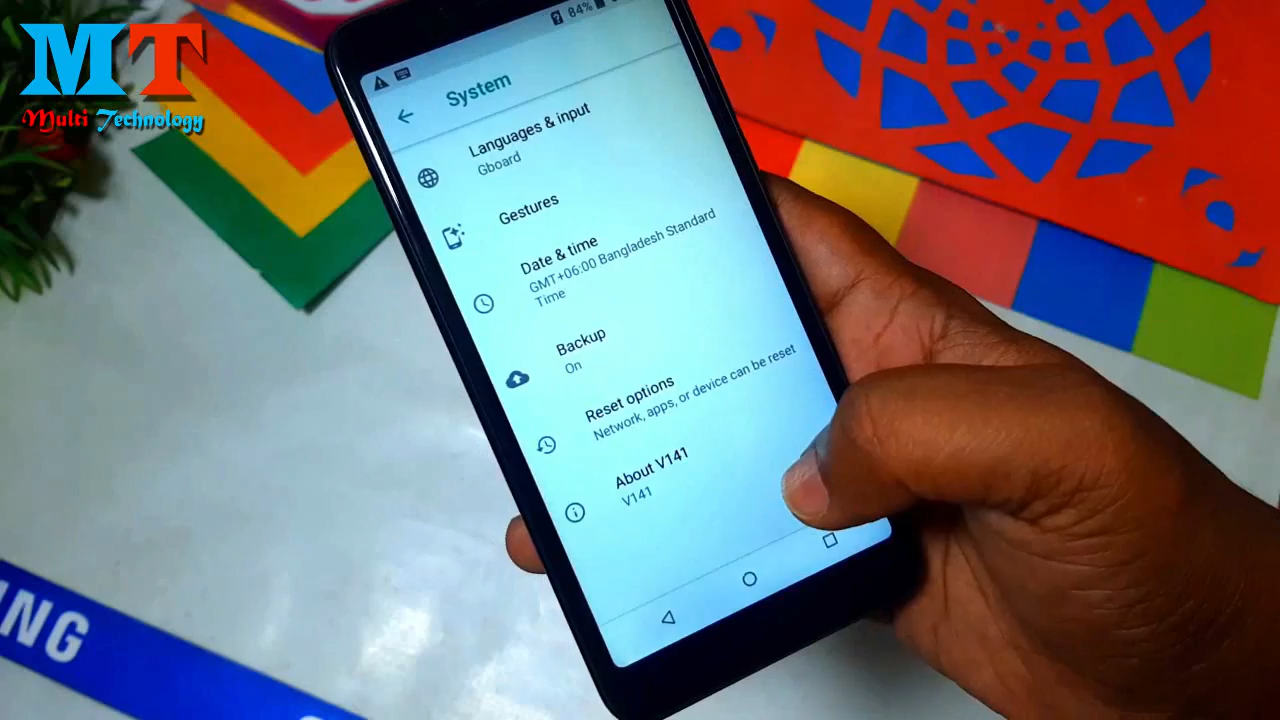 MT
Multi Technology
84%
System
Languages & input
Gboard
Gestures
Date & time
GMT+06:00 Bangladesh Standard
Time
Backup
On
Reset options
Network, apps, or device can be reset
About V141
V141
NG